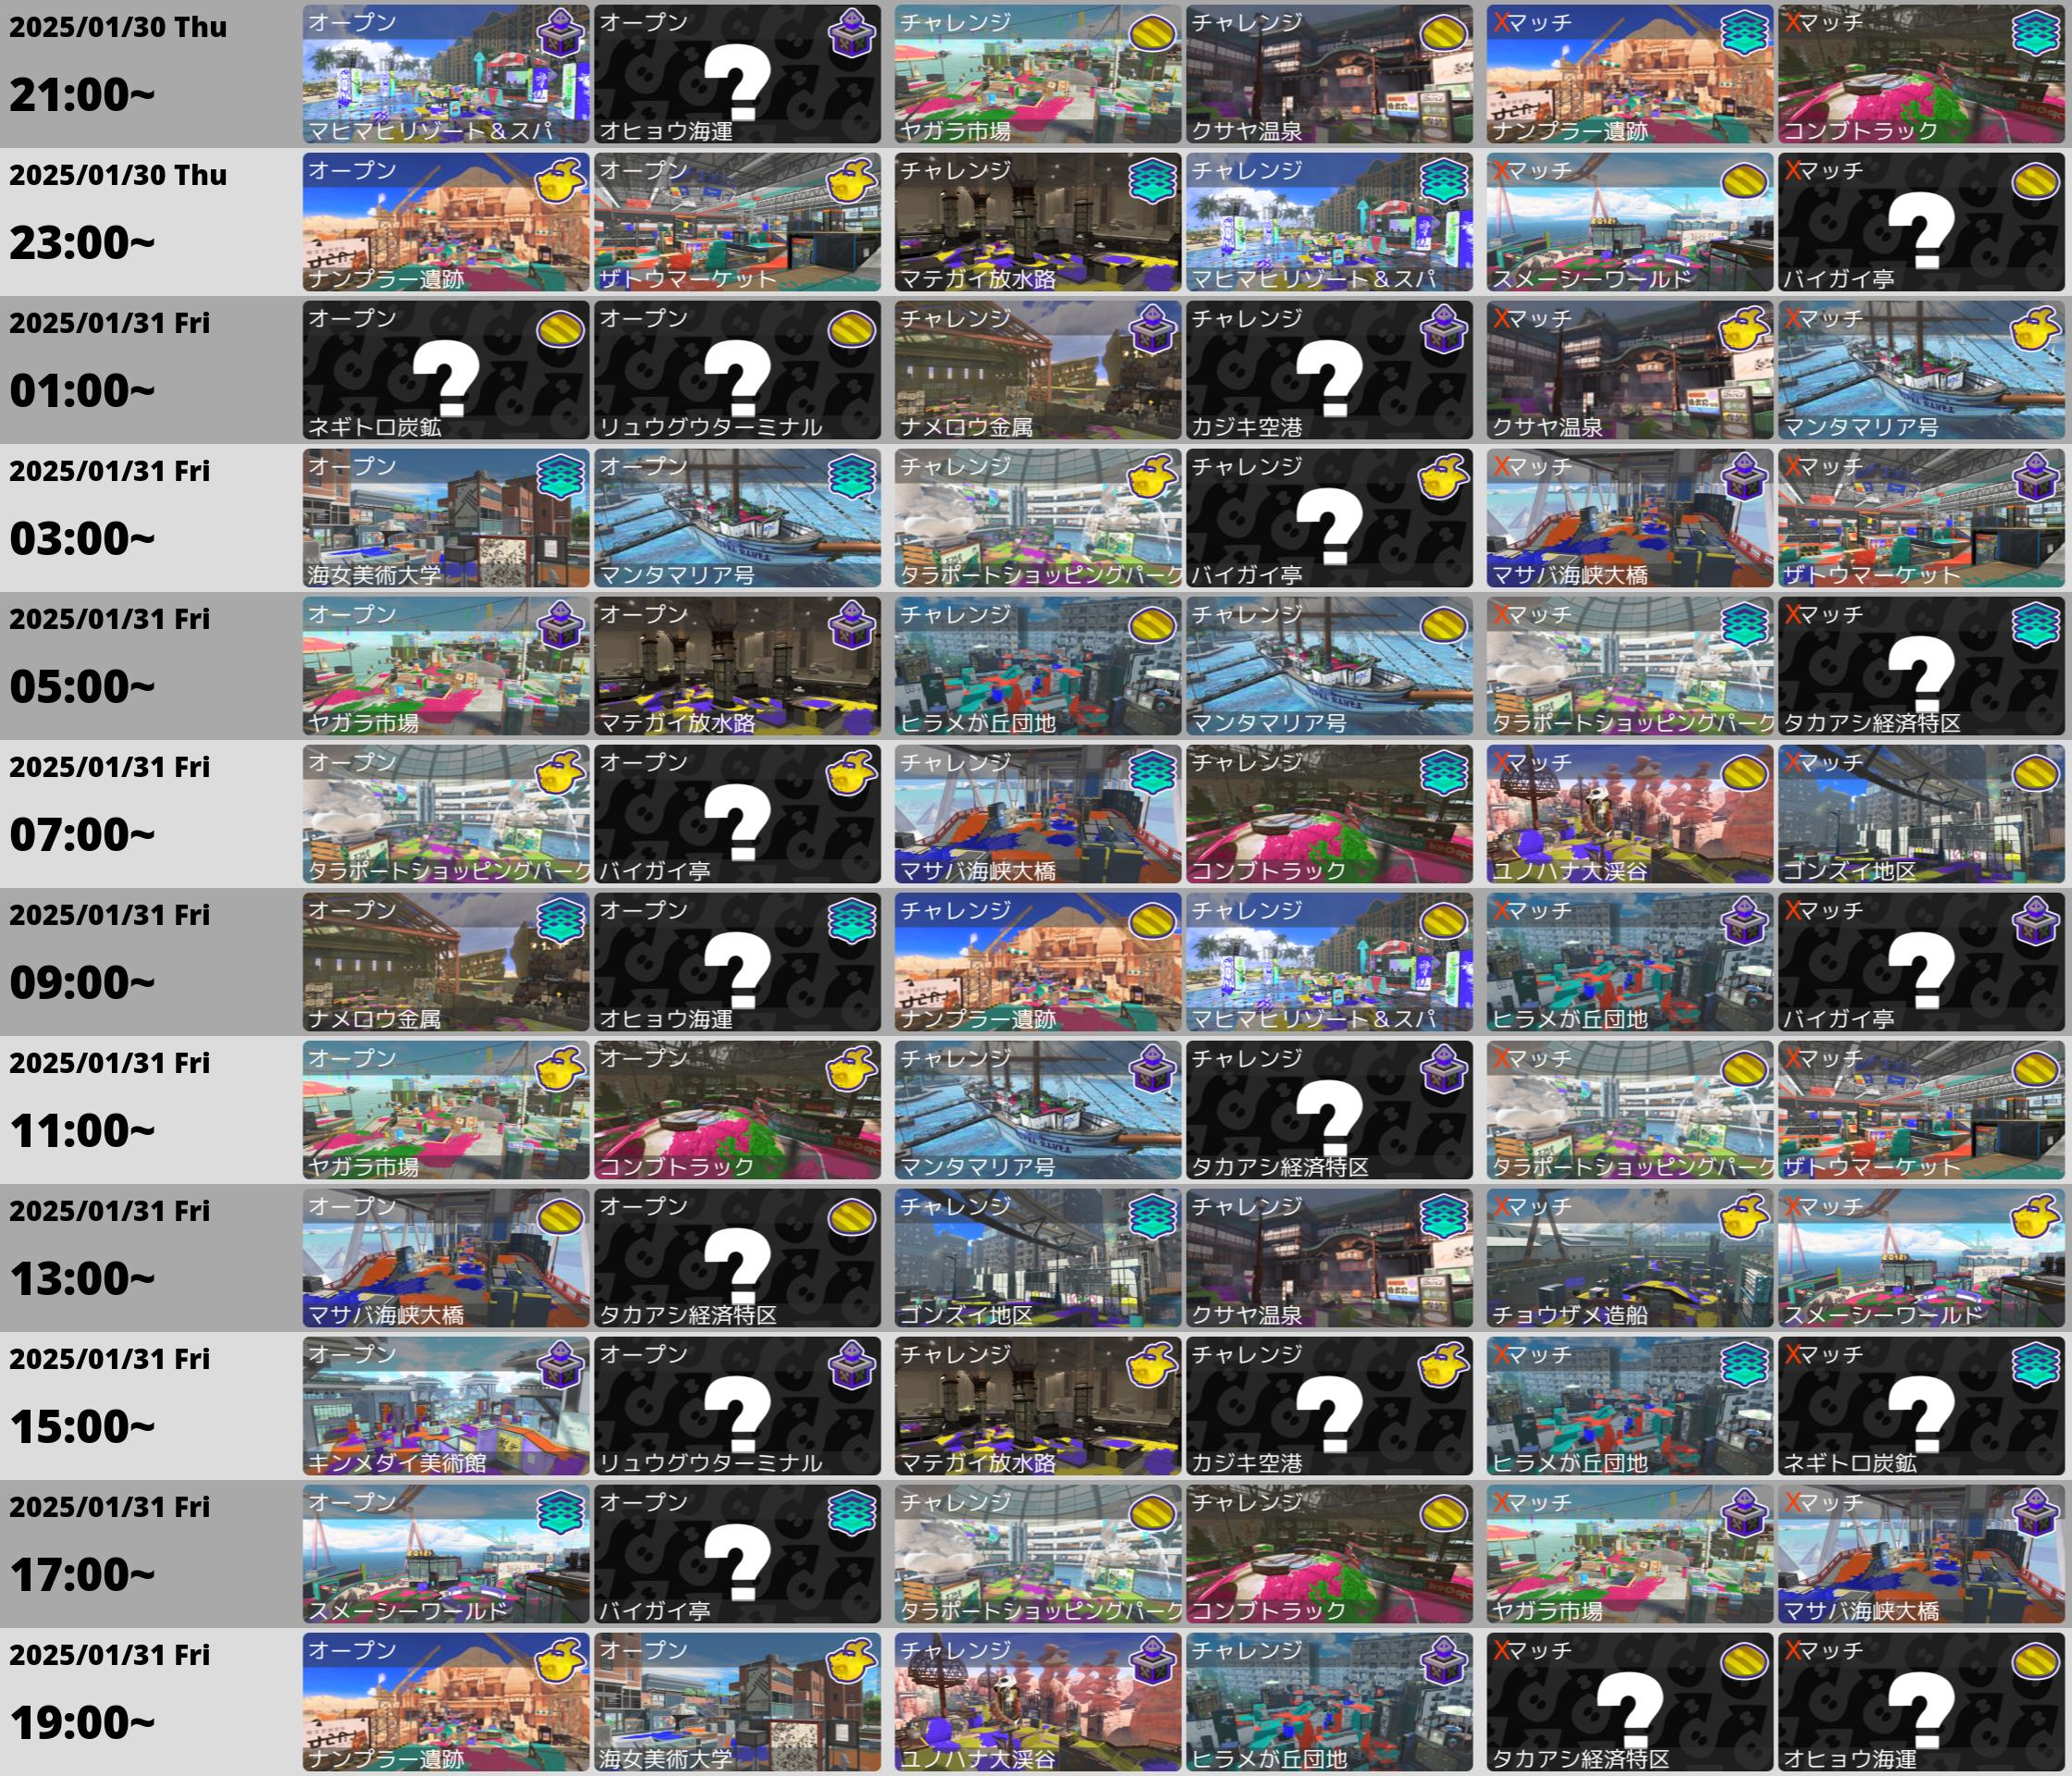 2025/01/30 Thu
21:00~
オープン
マヒマヒリゾート＆スパ
オープン
オヒョウ海運
チャレンジ
ヤガラ市場
チャレンジ
クサヤ温泉
Xマッチ
ナンプラー遺跡
Xマッチ
コンブトラック
2025/01/30 Thu
23:00~
オープン
ナンプラー遺跡
オープン
ザトウマーケット
チャレンジ
マテガイ放水路
チャレンジ
マヒマヒリゾート＆スパ
Xマッチ
スメーシーワールド
Xマッチ
バイガイ亭
2025/01/31 Fri
01:00~
オープン
ネギトロ炭鉱
オープン
リュウグウターミナル
チャレンジ
ナメロウ金属
チャレンジ
カジキ空港
Xマッチ
クサヤ温泉
Xマッチ
マンタマリア号
2025/01/31 Fri
03:00~
オープン
海女美術大学
オープン
マンタマリア号
チャレンジ
タラポートショッピングパーク
チャレンジ
バイガイ亭
Xマッチ
マサバ海峡大橋
Xマッチ
ザトウマーケット
2025/01/31 Fri
05:00~
オープン
ヤガラ市場
オープン
マテガイ放水路
チャレンジ
ヒラメが丘団地
チャレンジ
マンタマリア号
Xマッチ
タラポートショッピングパーク
Xマッチ
タカアシ経済特区
2025/01/31 Fri
07:00~
オープン
タラポートショッピングパーク
オープン
バイガイ亭
チャレンジ
マサバ海峡大橋
チャレンジ
コンブトラック
Xマッチ
ユノハナ大渓谷
Xマッチ
ゴンズイ地区
2025/01/31 Fri
09:00~
オープン
ナメロウ金属
オープン
オヒョウ海運
チャレンジ
ナンプラー遺跡
チャレンジ
マヒマヒリゾート＆スパ
Xマッチ
ヒラメが丘団地
Xマッチ
バイガイ亭
2025/01/31 Fri
11:00~
オープン
ヤガラ市場
オープン
コンブトラック
チャレンジ
マンタマリア号
チャレンジ
タカアシ経済特区
Xマッチ
タラポートショッピングパーク
Xマッチ
ザトウマーケット
2025/01/31 Fri
13:00~
オープン
マサバ海峡大橋
オープン
タカアシ経済特区
チャレンジ
ゴンズイ地区
チャレンジ
クサヤ温泉
Xマッチ
チョウザメ造船
Xマッチ
スメーシーワールド
2025/01/31 Fri
15:00~
オープン
キンメダイ美術館
オープン
リュウグウターミナル
チャレンジ
マテガイ放水路
チャレンジ
カジキ空港
Xマッチ
ヒラメが丘団地
Xマッチ
ネギトロ炭鉱
2025/01/31 Fri
17:00~
オープン
スメーシーワールド
オープン
バイガイ亭
チャレンジ
タラポートショッピングパーク
チャレンジ
コンブトラック
Xマッチ
ヤガラ市場
Xマッチ
マサバ海峡大橋
2025/01/31 Fri
19:00~
オープン
ナンプラー遺跡
オープン
海女美術大学
チャレンジ
ユノハナ大渓谷
チャレンジ
ヒラメが丘団地
Xマッチ
タカアシ経済特区
Xマッチ
オヒョウ海運